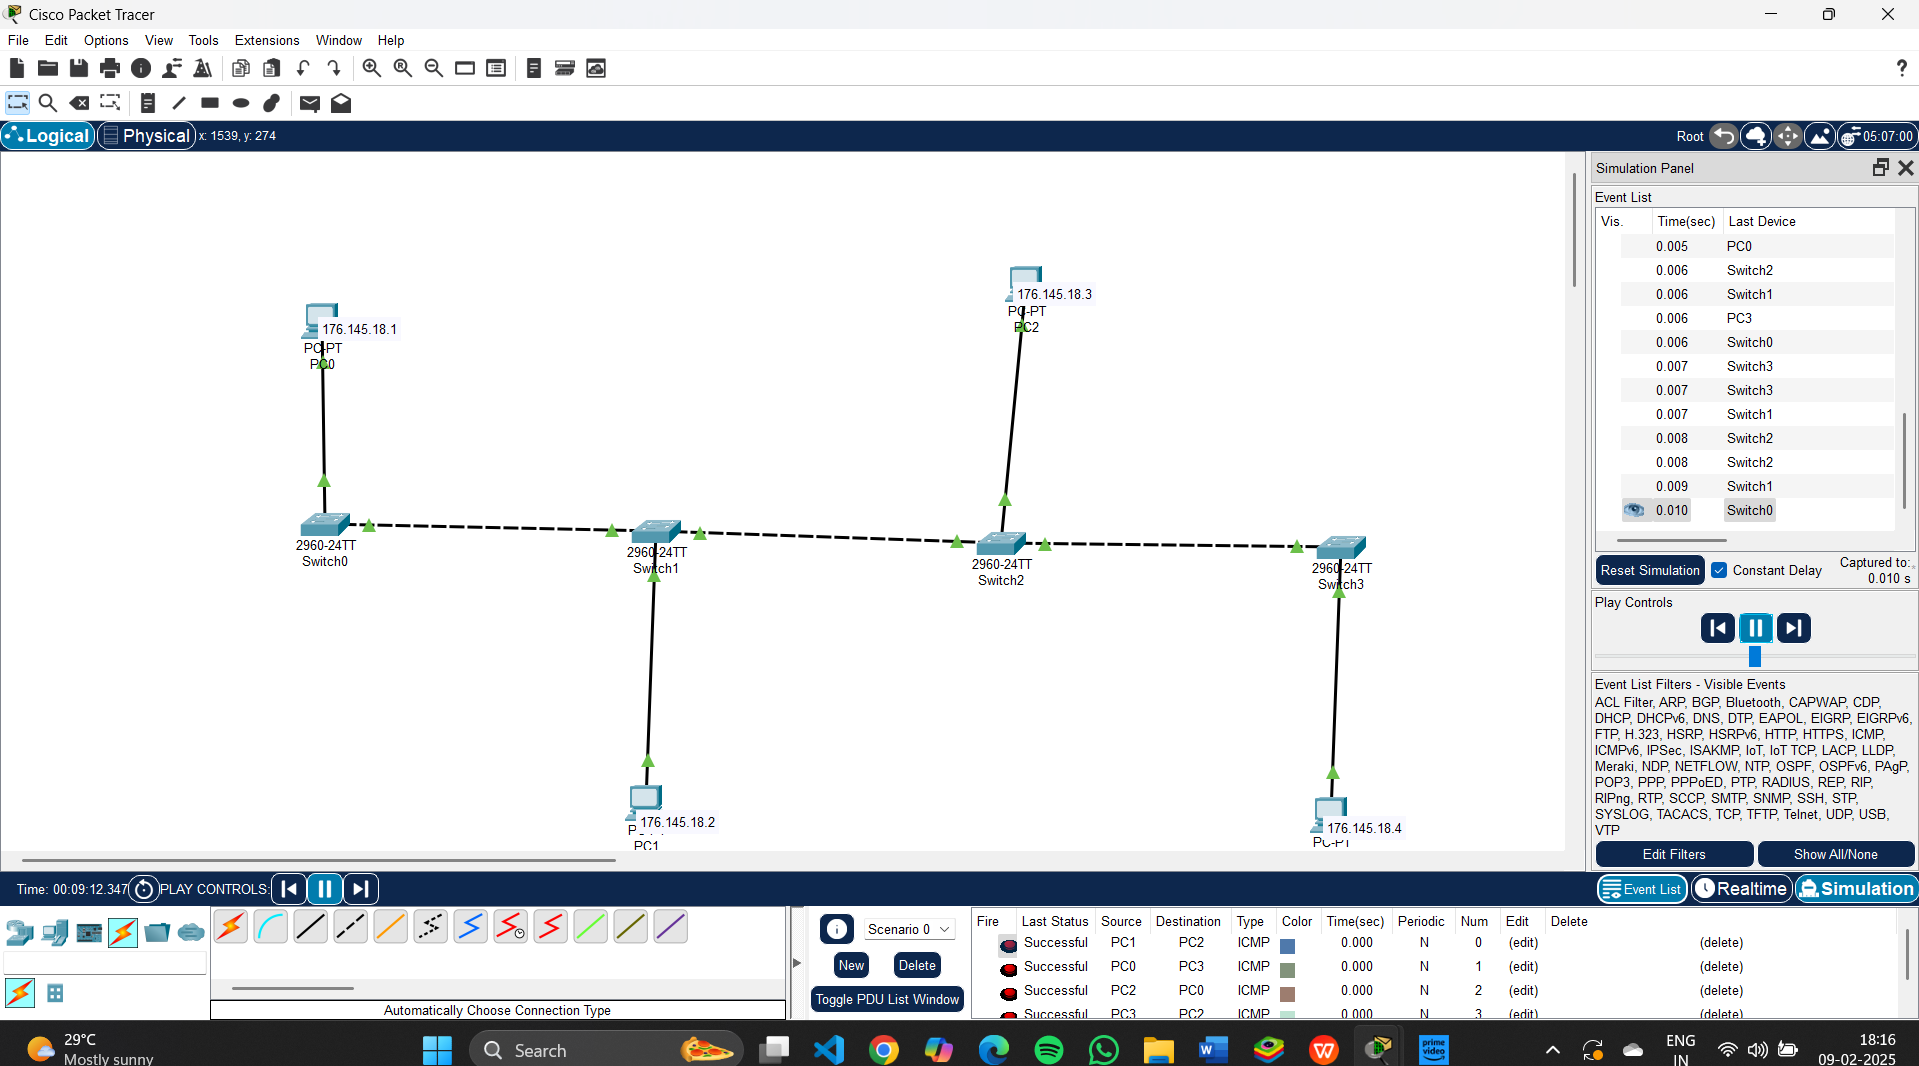 Cisco Packet Tracer
File Edit Options View Tools Extensions Window Help
Logical Physical x: 1539, y: 274 Root 05:07:00
Simulation Panel
Event List
Vis. Time(sec) Last Device
0.005 PC0
0.006 Switch2
0.006 Switch1
0.006 PC3
0.006 Switch0
0.007 Switch3
0.007 Switch3
0.007 Switch1
0.008 Switch2
0.008 Switch2
0.009 Switch1
0.010 Switch0
Reset Simulation Constant Delay Captured to:
0.010 s
Play Controls
Event List Filters - Visible Events
ACL Filter, ARP, BGP, Bluetooth, CAPWAP, CDP,
DHCP, DHCPv6, DNS, DTP, EAPOL, EIGRP, EIGRPv6,
FTP, H.323, HSRP, HSRPv6, HTTP, HTTPS, ICMP,
ICMPv6, IPSec, ISAKMP, IoT, IoT TCP, LACP, LLDP,
Meraki, NDP, NETFLOW, NTP, OSPF, OSPFv6, PAgP,
POP3, PPP, PPPoED, PTP, RADIUS, REP, RIP,
RIPng, RTP, SCCP, SMTP, SNMP, SSH, STP,
SYSLOG, TACACS, TCP, TFTP, Telnet, UDP, USB,
VTP
Edit Filters Show All/None
176.145.18.3
PC-PT
PC2
176.145.18.1
PC-PT
PC0
2960-24TT
Switch0
2960-24TT
Switch1
2960-24TT
Switch2
2960-24TT
Switch3
176.145.18.2
PC1
176.145.18.4
PC-PT
Time: 00:09:12.347 PLAY CONTROLS: Event List Realtime Simulation
Scenario 0
New Delete
Toggle PDU List Window
Automatically Choose Connection Type
Fire Last Status Source Destination Type Color Time(sec) Periodic Num Edit Delete
Successful PC1 PC2 ICMP 0.000 N 0 (edit) (delete)
Successful PC0 PC3 ICMP 0.000 N 1 (edit) (delete)
Successful PC2 PC0 ICMP 0.000 N 2 (edit) (delete)
Successful PC3 PC2 ICMP 0.000 N 3 (edit) (delete)
29°C
Mostly sunny
Search
prime video
ENG
IN
18:16
09-02-2025